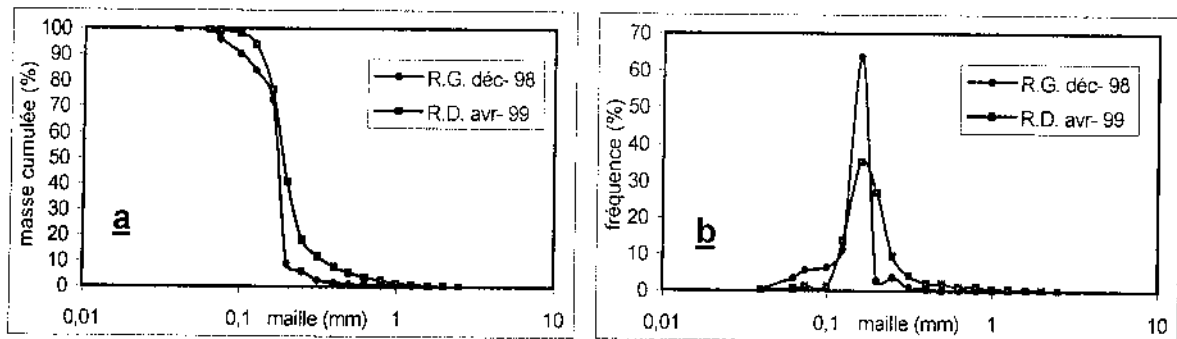 100
90
80
70
60
50
40
30
20
10
0
masse cumulée (%)
R.G. déc- 98
R.D. avr- 99
a
0,01
0,1
maille (mm)
1
10
70
60
50
40
30
20
10
0
fréquence (%)
R.G. déc- 98
R.D. avr- 99
b
0,01
0,1
maille (mm)
1
10